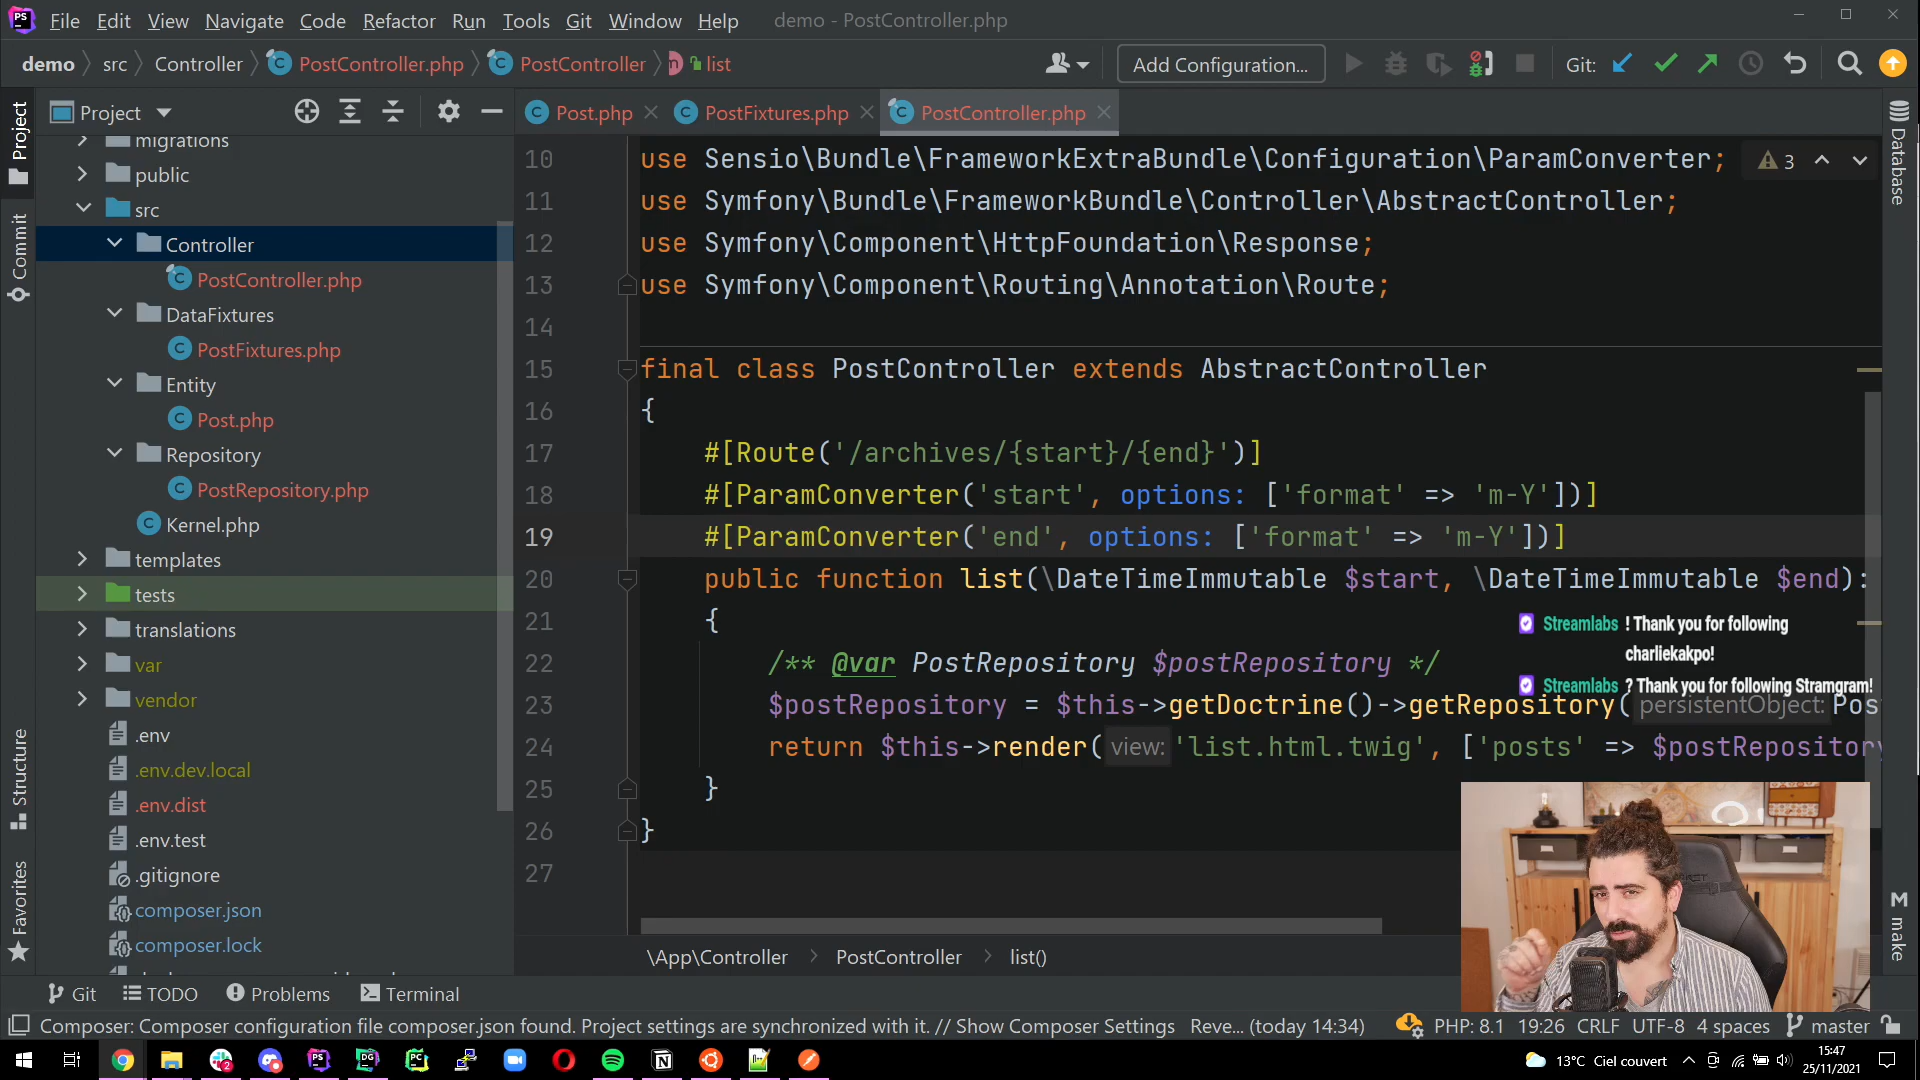 File Edit View Navigate Code Refactor Run Tools Git Window Help demo - PostController.php
demo src Controller PostController.php PostController list Add Configuration... Git:
Project Post.php PostFixtures.php PostController.php
migrations
public
src
Controller
PostController.php
DataFixtures
PostFixtures.php
Entity
Post.php
Repository
PostRepository.php
Kernel.php
templates
tests
translations
var
vendor
.env
.env.dev.local
.env.dist
.env.test
.gitignore
composer.json
composer.lock
Project
Commit
Structure
Favorites
10 use Sensio\Bundle\FrameworkExtraBundle\Configuration\ParamConverter; 3
11 use Symfony\Bundle\FrameworkBundle\Controller\AbstractController;
12 use Symfony\Component\HttpFoundation\Response;
13 use Symfony\Component\Routing\Annotation\Route;
14
15 final class PostController extends AbstractController
16 {
17 #[Route('/archives/{start}/{end}')]
18 #[ParamConverter('start', options: ['format' => 'm-Y'])]
19 #[ParamConverter('end', options: ['format' => 'm-Y'])]
20 public function list(\DateTimeImmutable $start, \DateTimeImmutable $end):
21 {
22 /** @var PostRepository $postRepository */
23 $postRepository = $this->getDoctrine()->getRepository( persistentObject: Pos
24 return $this->render( view: 'list.html.twig', ['posts' => $postRepository
25 }
26 }
27
Streamlabs ! Thank you for following
charliekakpo!
Streamlabs ? Thank you for following Stramgram!
Database
make
\App\Controller PostController list()
Git TODO Problems Terminal
Composer: Composer configuration file composer.json found. Project settings are synchronized with it. // Show Composer Settings Reve... (today 14:34) PHP: 8.1 19:26 CRLF UTF-8 4 spaces master
13°C Ciel couvert 15:47
25/11/2021